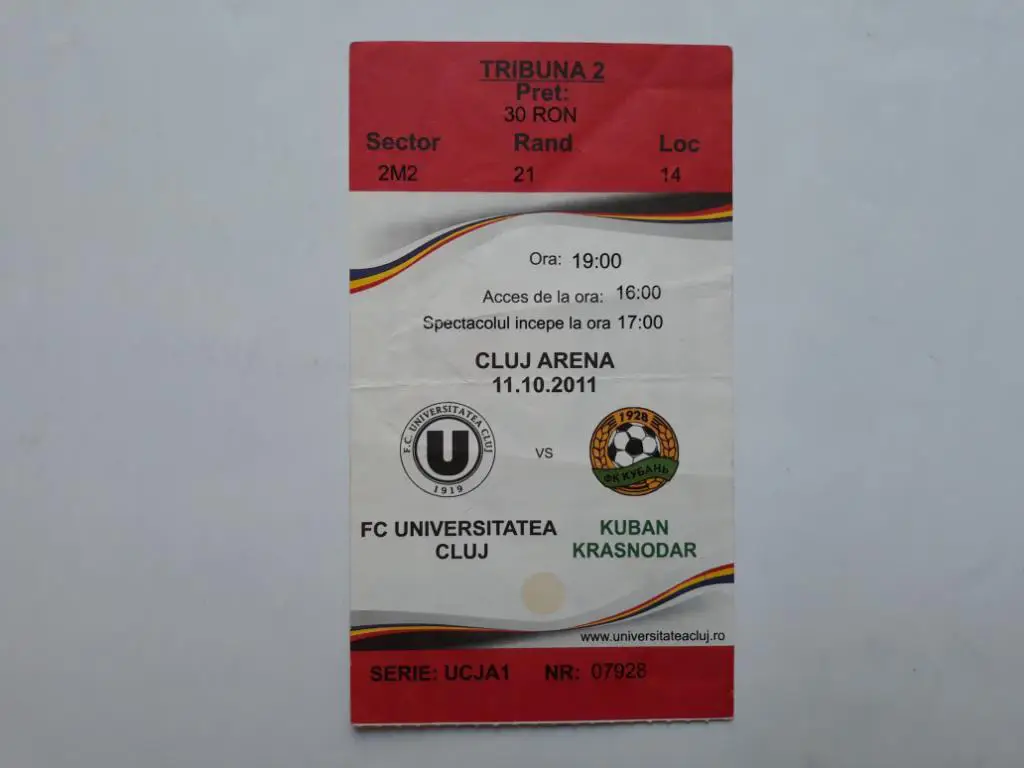 TRIBUNA 2
Pret:
30 RON
Sector Rand Loc
2M2 21 14
Ora: 19:00
Acces de la ora: 16:00
Spectacolul incepe la ora 17:00
CLUJ ARENA
11.10.2011
F.C. UNIVERSITATEA CLUJ
U
1919
vs
1928
ФК КУБАНЬ
FC UNIVERSITATEA
CLUJ
KUBAN
KRASNODAR
www.universitateacluj.ro
SERIE: UCJA1 NR: 07928